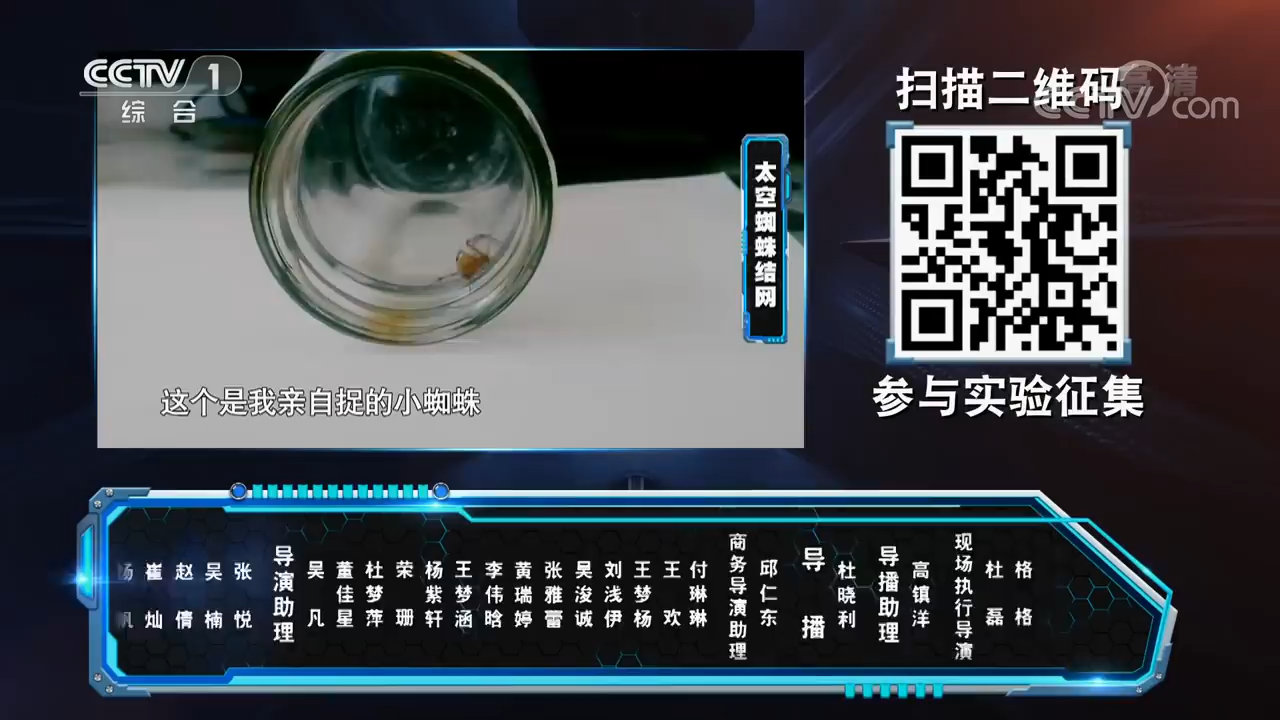 CCTV 1
综合
高清
CCTV.com
扫描二维码
太空蜘蛛结网
这个是我亲自捉的小蜘蛛
参与实验征集
杨帆
崔灿
赵倩
吴楠
张悦
导演助理
吴凡
董佳星
杜梦萍
荣珊
杨紫轩
王梦涵
李伟晗
黄瑞婷
张雅蕾
吴浚诚
刘浅伊
王梦杨
王欢
付琳琳
商务导演助理
邱仁东
导播
杜晓利
导播助理
高镇洋
现场执行导演
杜磊
格格